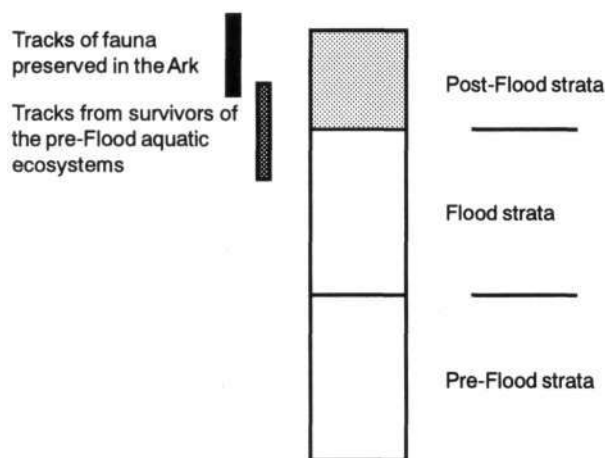 Tracks of fauna
preserved in the Ark
Tracks from survivors of
the pre-Flood aquatic
ecosystems
Post-Flood strata
Flood strata
Pre-Flood strata